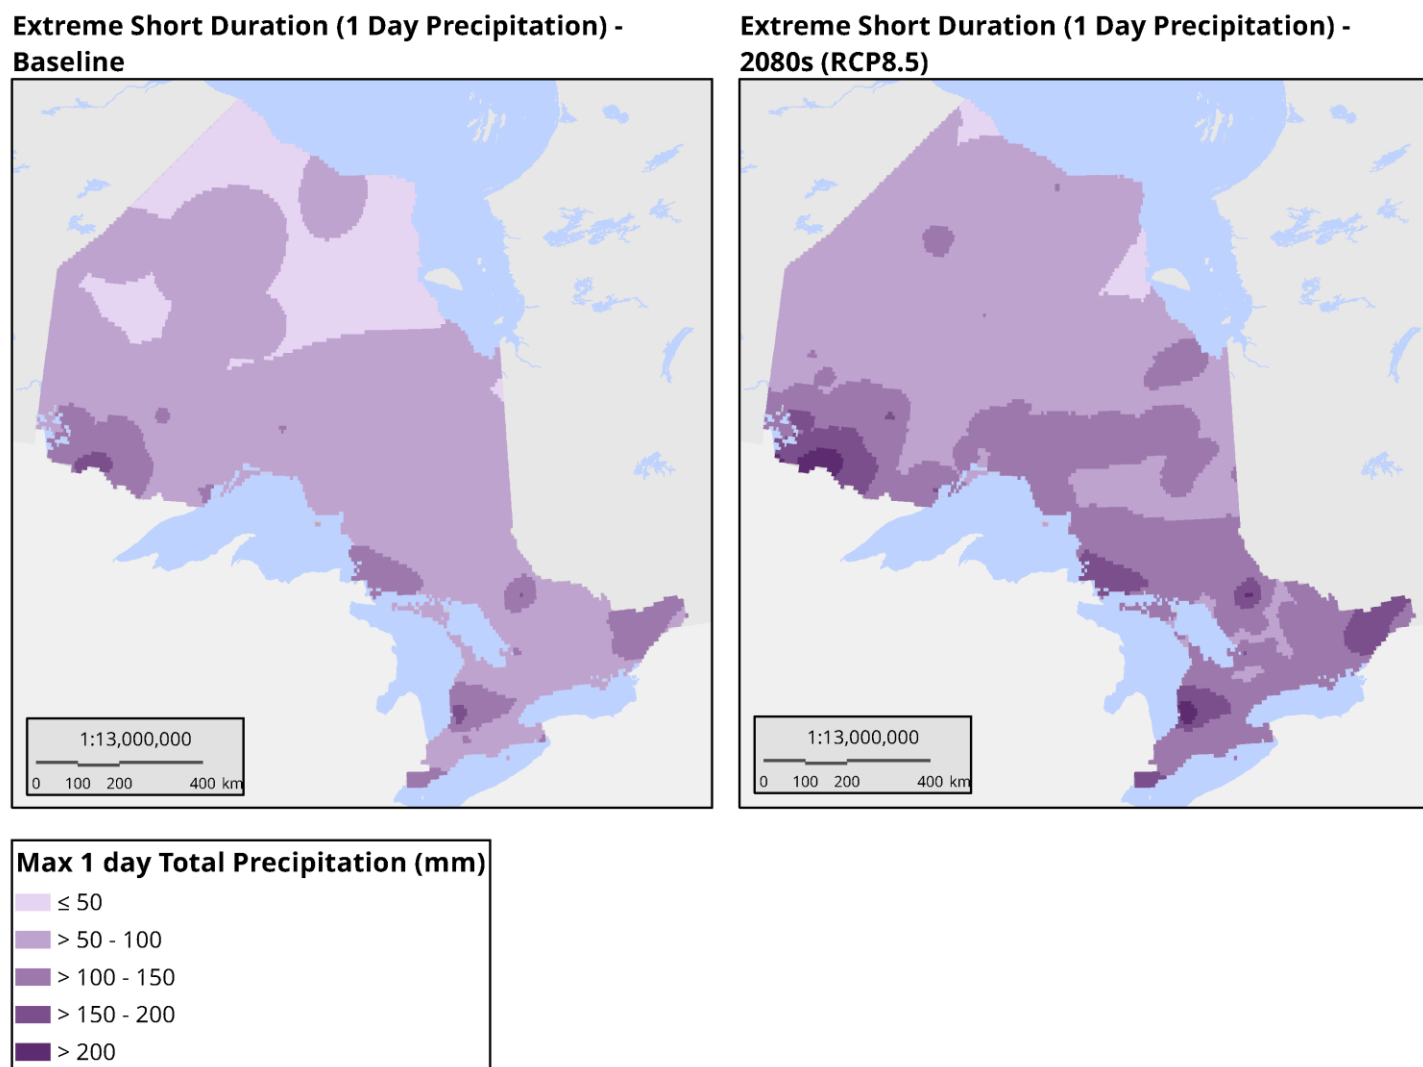 Extreme Short Duration (1 Day Precipitation) -
Baseline
Extreme Short Duration (1 Day Precipitation) -
2080s (RCP8.5)
1:13,000,000
0 100 200 400 km
1:13,000,000
0 100 200 400 km
Max 1 day Total Precipitation (mm)
≤ 50
> 50 - 100
> 100 - 150
> 150 - 200
> 200